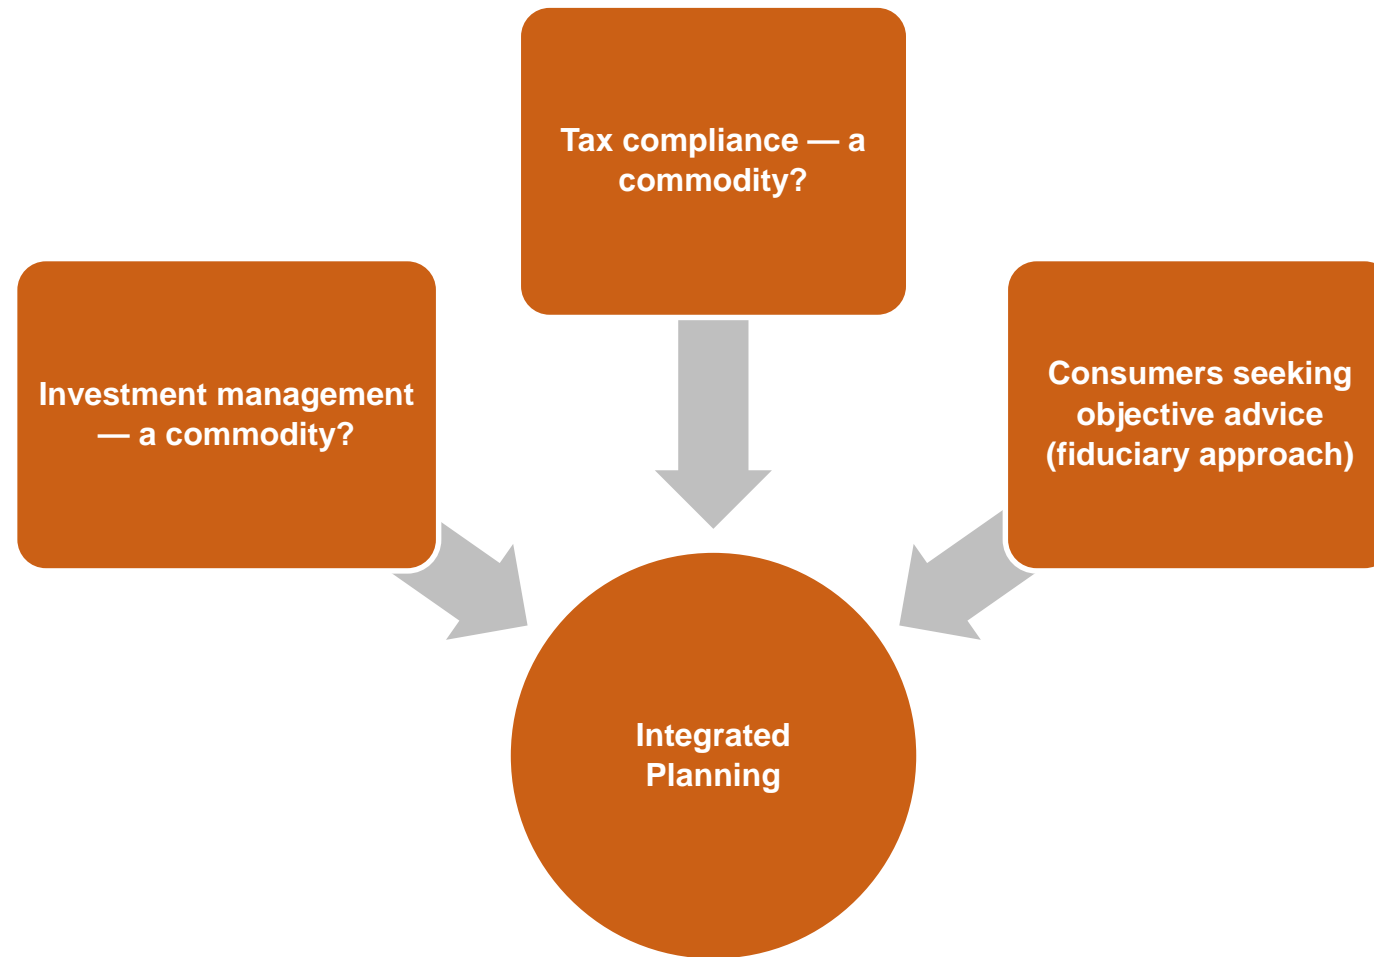 Tax compliance — a
commodity?
Investment management
— a commodity?
Consumers seeking
objective advice
(fiduciary approach)
Integrated
Planning